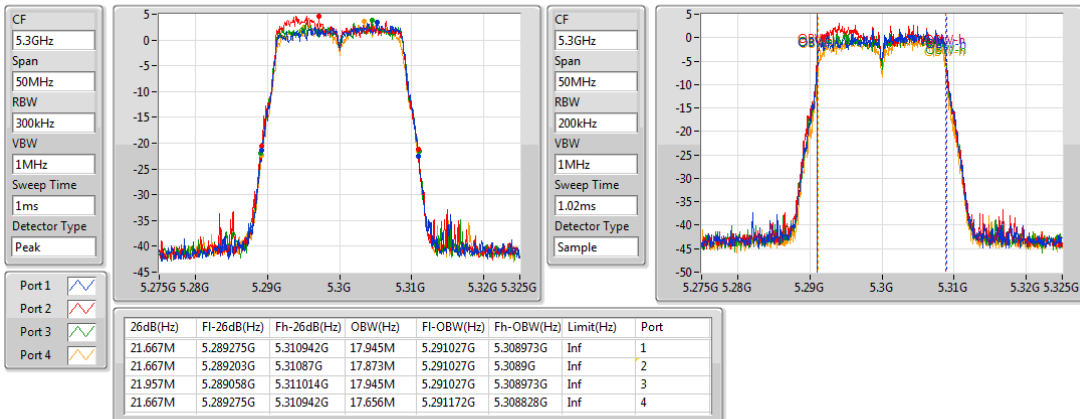 CF
5.3GHz
Span
50MHz
RBW
300kHz
VBW
1MHz
Sweep Time
1ms
Detector Type
Peak
5
0
-5
-10
-15
-20
-25
-30
-35
-40
-45
5.275G 5.28G 5.29G 5.3G 5.31G 5.32G 5.325G
CF
5.3GHz
Span
50MHz
RBW
200kHz
VBW
1MHz
Sweep Time
1.02ms
Detector Type
Sample
5
0
-5
-10
-15
-20
-25
-30
-35
-40
-45
-50
5.275G 5.28G 5.29G 5.3G 5.31G 5.32G 5.325G
Port 1
Port 2
Port 3
Port 4
26dB(Hz) Fl-26dB(Hz) Fh-26dB(Hz) OBW(Hz) Fl-OBW(Hz) Fh-OBW(Hz) Limit(Hz) Port
21.667M 5.289275G 5.310942G 17.945M 5.291027G 5.308973G Inf 1
21.667M 5.289203G 5.31087G 17.873M 5.291027G 5.3089G Inf 2
21.957M 5.289058G 5.311014G 17.945M 5.291027G 5.308973G Inf 3
21.667M 5.289275G 5.310942G 17.656M 5.291172G 5.308828G Inf 4